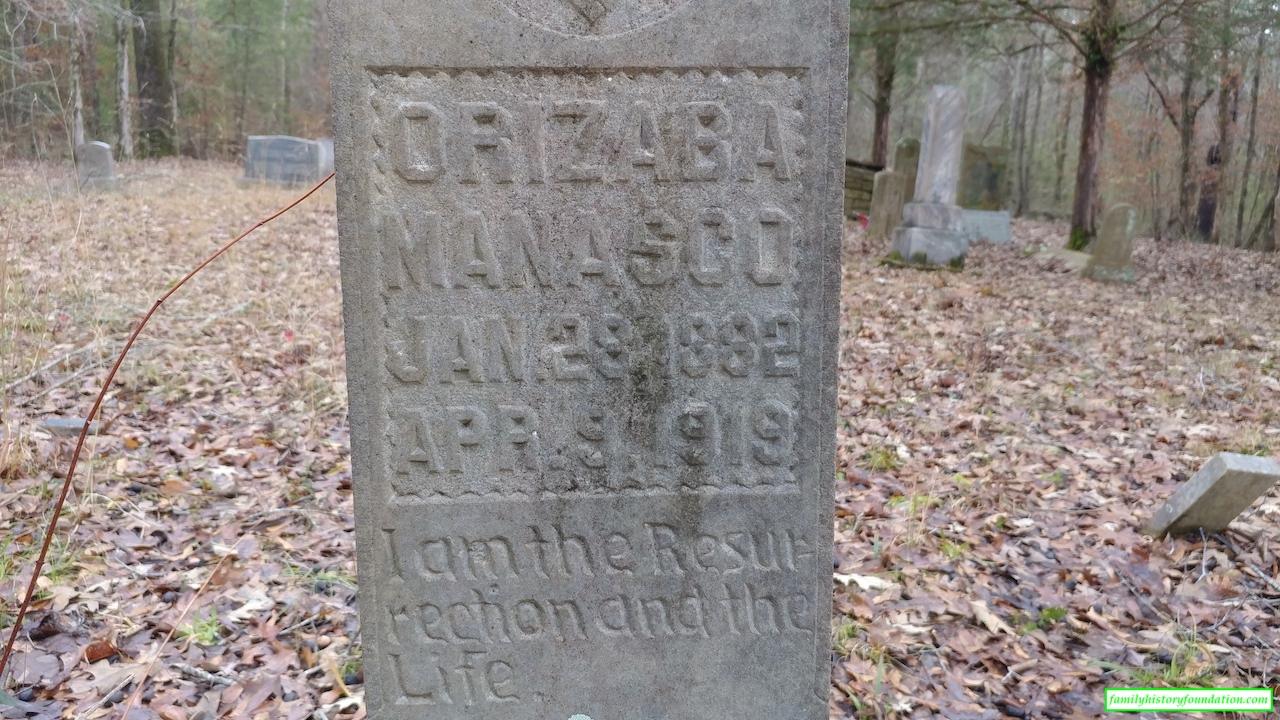 ORIZABA
MANASCO
JAN. 28 1882
APR. 9, 1919
I am the Resur-
rection and the
Life.
familyhistoryfoundation.com